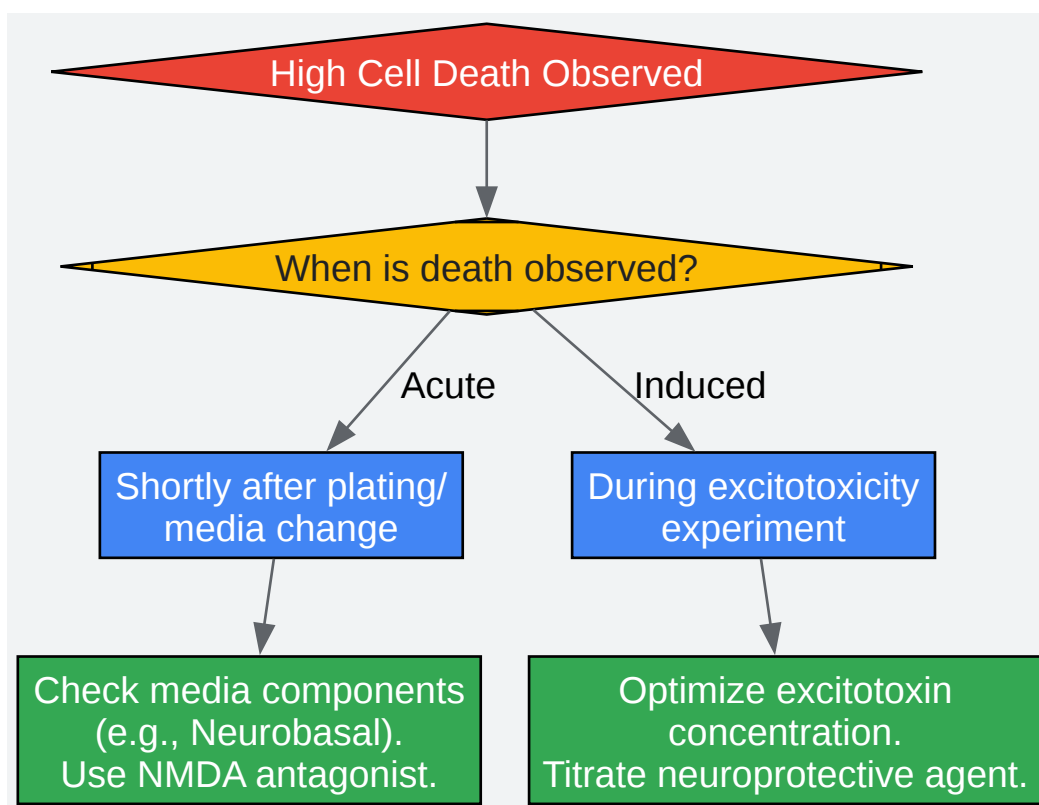 High Cell Death Observed
When is death observed?
Acute
Induced
Shortly after plating/
media change
During excitotoxicity
experiment
Check media components
(e.g., Neurobasal).
Use NMDA antagonist.
Optimize excitotoxin
concentration.
Titrate neuroprotective agent.